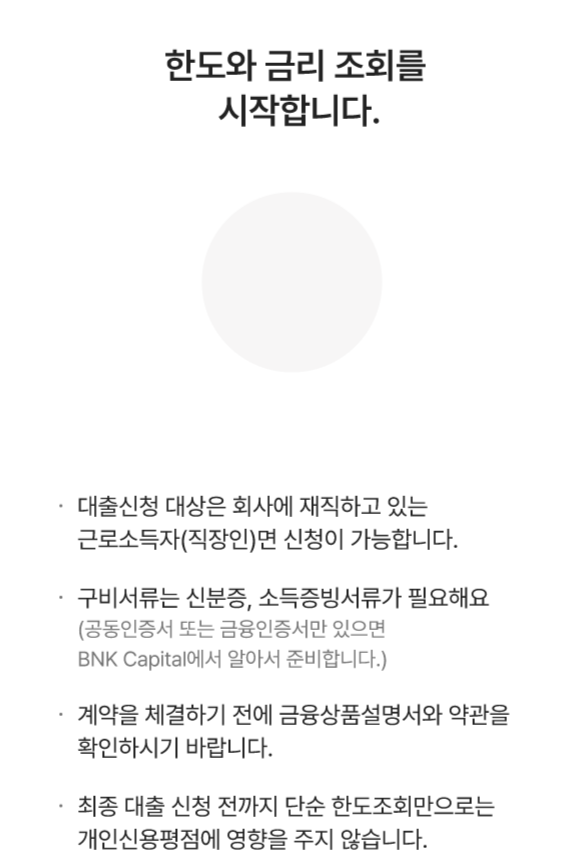 한도와 금리 조회를
시작합니다.
· 대출신청 대상은 회사에 재직하고 있는
근로소득자(직장인)면 신청이 가능합니다.
· 구비서류는 신분증, 소득증빙서류가 필요해요
(공동인증서 또는 금융인증서만 있으면
BNK Capital에서 알아서 준비합니다.)
· 계약을 체결하기 전에 금융상품설명서와 약관을
확인하시기 바랍니다.
· 최종 대출 신청 전까지 단순 한도조회만으로는
개인신용평점에 영향을 주지 않습니다.